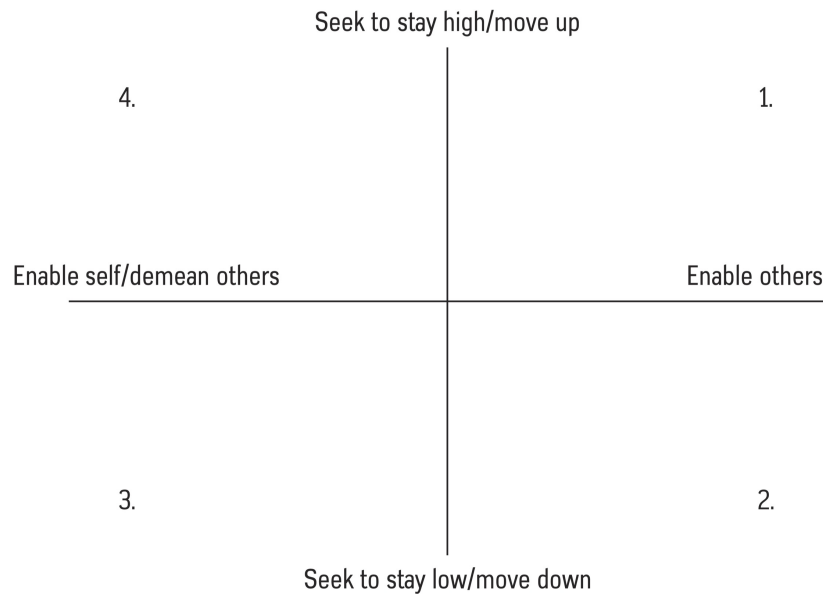 Seek to stay high/move up
4.
1.
Enable self/demean others
Enable others
3.
2.
Seek to stay low/move down